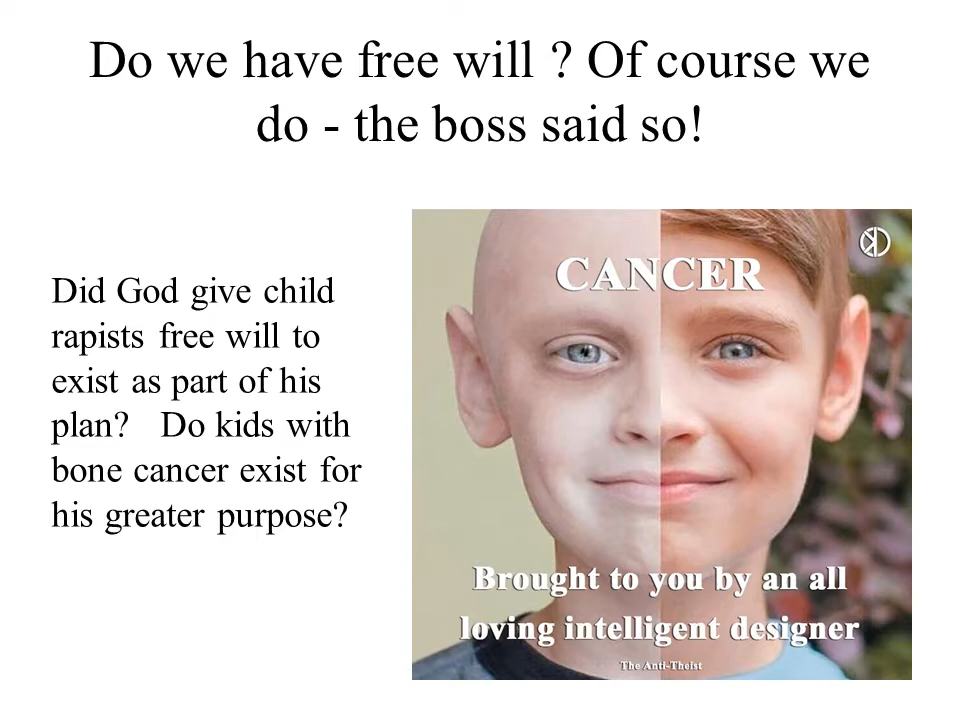 Do we have free will ? Of course we
do - the boss said so!
Did God give child
rapists free will to
exist as part of his
plan?   Do kids with
bone cancer exist for
his greater purpose?
CANCER
Brought to you by an all
loving intelligent designer
The Anti-Theist